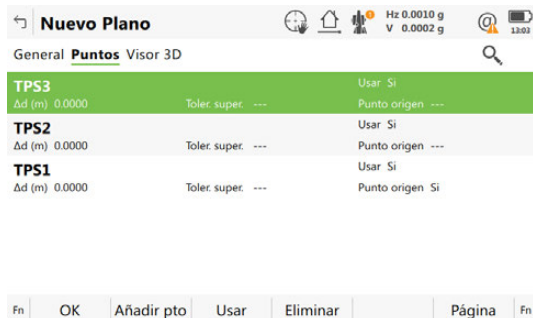 Nuevo Plano
Hz 0.0010 g
V 0.0002 g
13:03
General Puntos Visor 3D
TPS3
Usar Si
Δd (m) 0.0000 Toler. super. --- Punto origen ---
TPS2
Usar Si
Δd (m) 0.0000 Toler. super. --- Punto origen ---
TPS1
Usar Si
Δd (m) 0.0000 Toler. super. --- Punto origen Si
Fn OK Añadir pto Usar Eliminar Página Fn